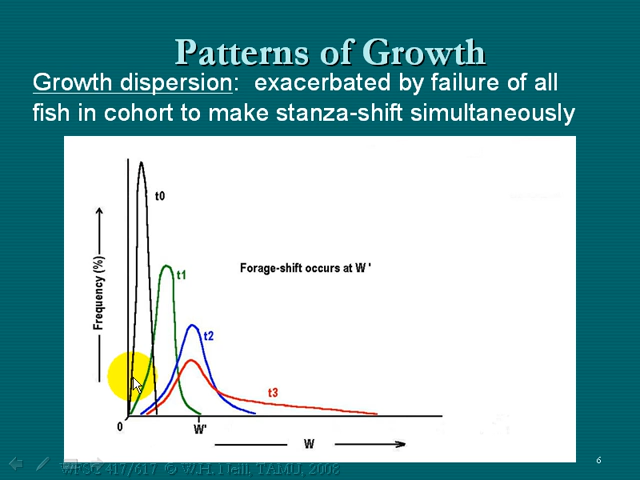 Patterns of Growth
Growth dispersion:  exacerbated by failure of all
fish in cohort to make stanza-shift simultaneously
t0
t1
Forage-shift occurs at W '
Frequency (%)
t2
t3
0
W'
W
6
WFSC 417/617  © W.H. Neill, TAMU, 2008